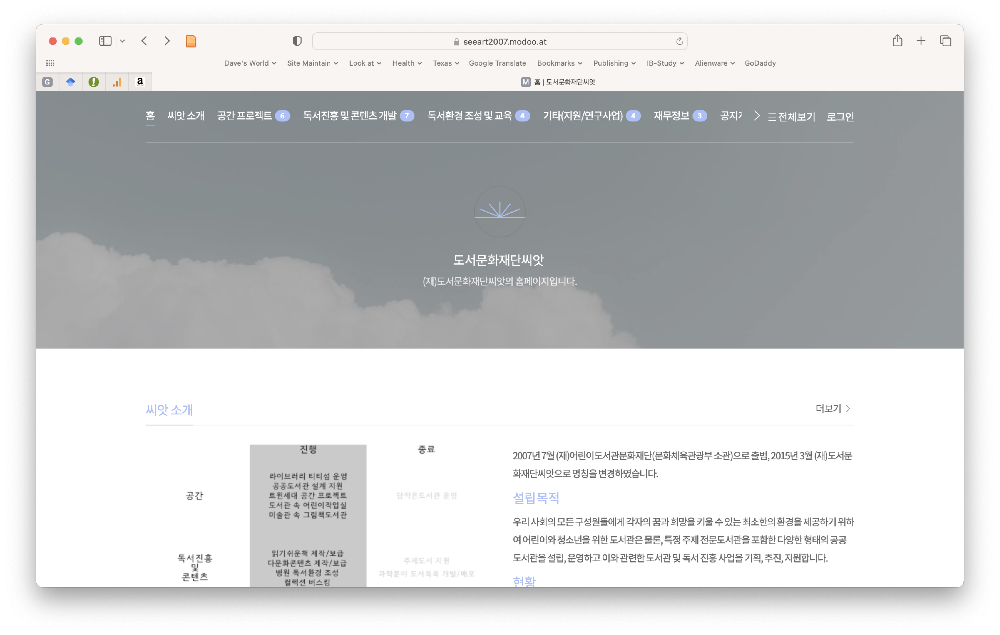 seeart2007.modoo.at
Dave's World Site Maintain Look at Health Texas Google Translate Bookmarks Publishing IB-Study Alienware GoDaddy
G a M 홈 | 도서문화재단씨앗
홈 씨앗 소개 공간 프로젝트 6 독서진흥 및 콘텐츠 개발 7 독서환경 조성 및 교육 4 기타(지원/연구사업) 4 재무정보 3 공지 전체보기 로그인
도서문화재단씨앗
(재)도서문화재단씨앗의 홈페이지입니다.
씨앗 소개
더보기
진행 종료
공간
라이브러리 티티섬 운영
공공도서관 설계 지원
트윈세대 공간 프로젝트
도서관 속 어린이작업실
미술관 속 그림책도서관
담작은도서관 운영
독서진흥
및
콘텐츠
읽기쉬운책 제작/보급
다문화콘텐츠 제작/보급
병원 독서환경 조성
컬렉션 버스킹
주제도서 지원
과학분야 도서목록 개발/배포
2007년 7월 (재)어린이도서관문화재단(문화체육관광부 소관)으로 출범, 2015년 3월 (재)도서문
화재단씨앗으로 명칭을 변경하였습니다.
설립목적
우리 사회의 모든 구성원들에게 각자의 꿈과 희망을 키울 수 있는 최소한의 환경을 제공하기 위하
여 어린이와 청소년을 위한 도서관은 물론, 특정 주제 전문도서관을 포함한 다양한 형태의 공공
도서관을 설립, 운영하고 이와 관련한 도서관 및 독서 진흥 사업을 기획, 추진, 지원합니다.
현황